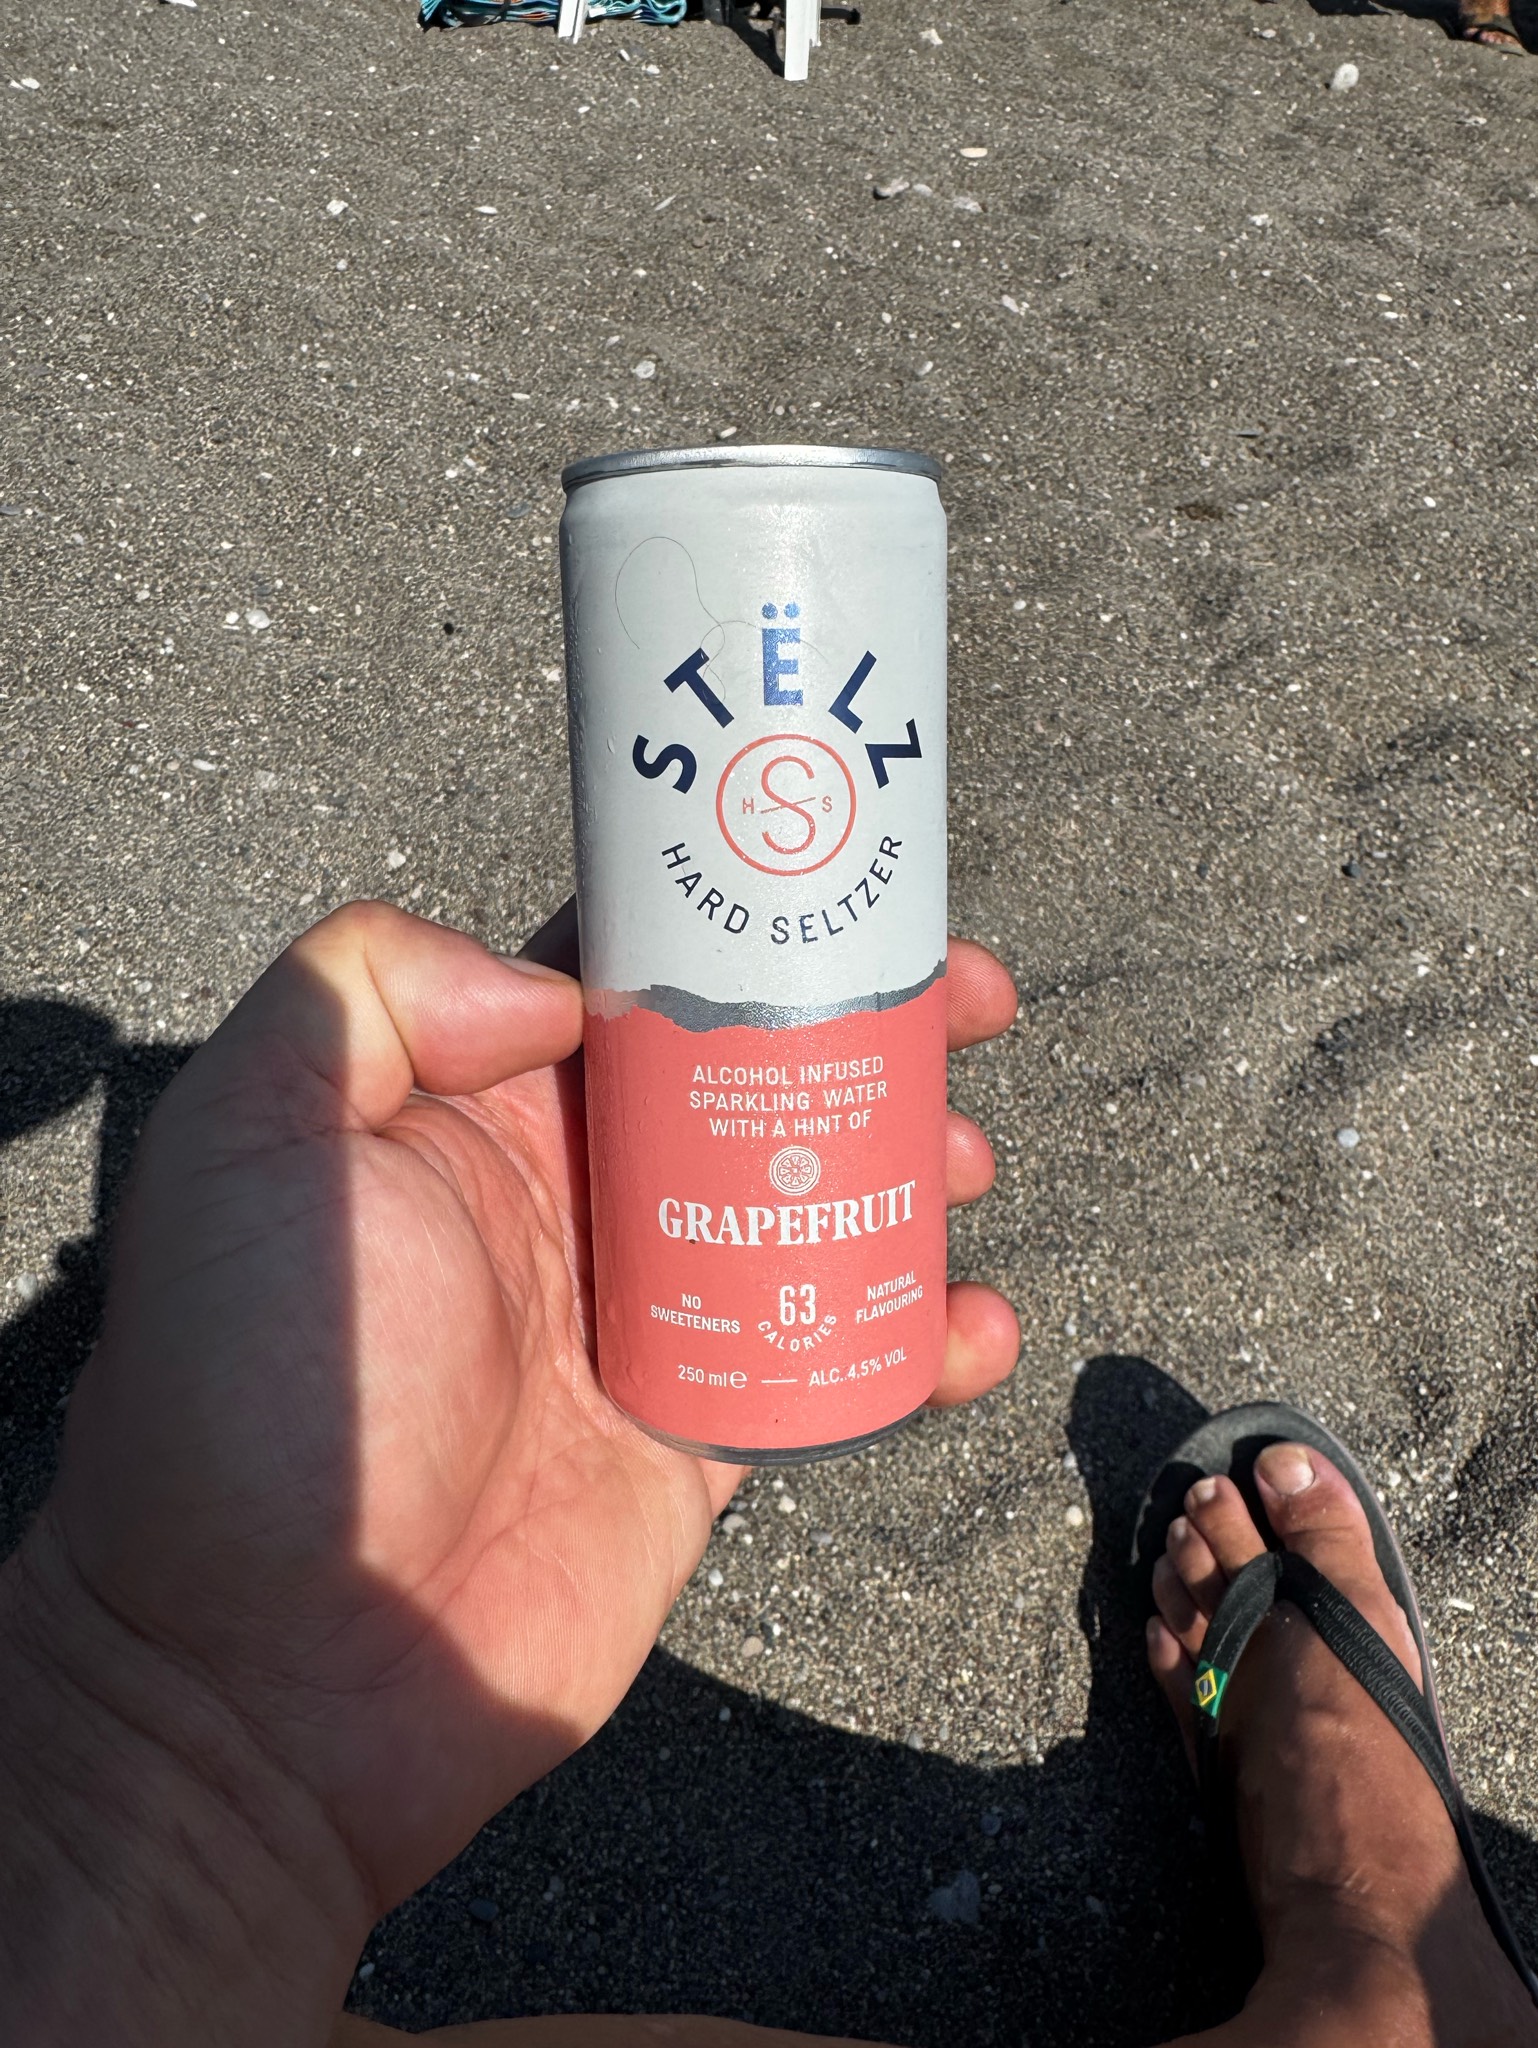 STËLZ
H S S
HARD SELTZER
ALCOHOL INFUSED
SPARKLING WATER
WITH A HINT OF
GRAPEFRUIT
NO
SWEETENERS
63
CALORIES
NATURAL
FLAVOURING
250 ml ℮ — ALC. 4,5% VOL